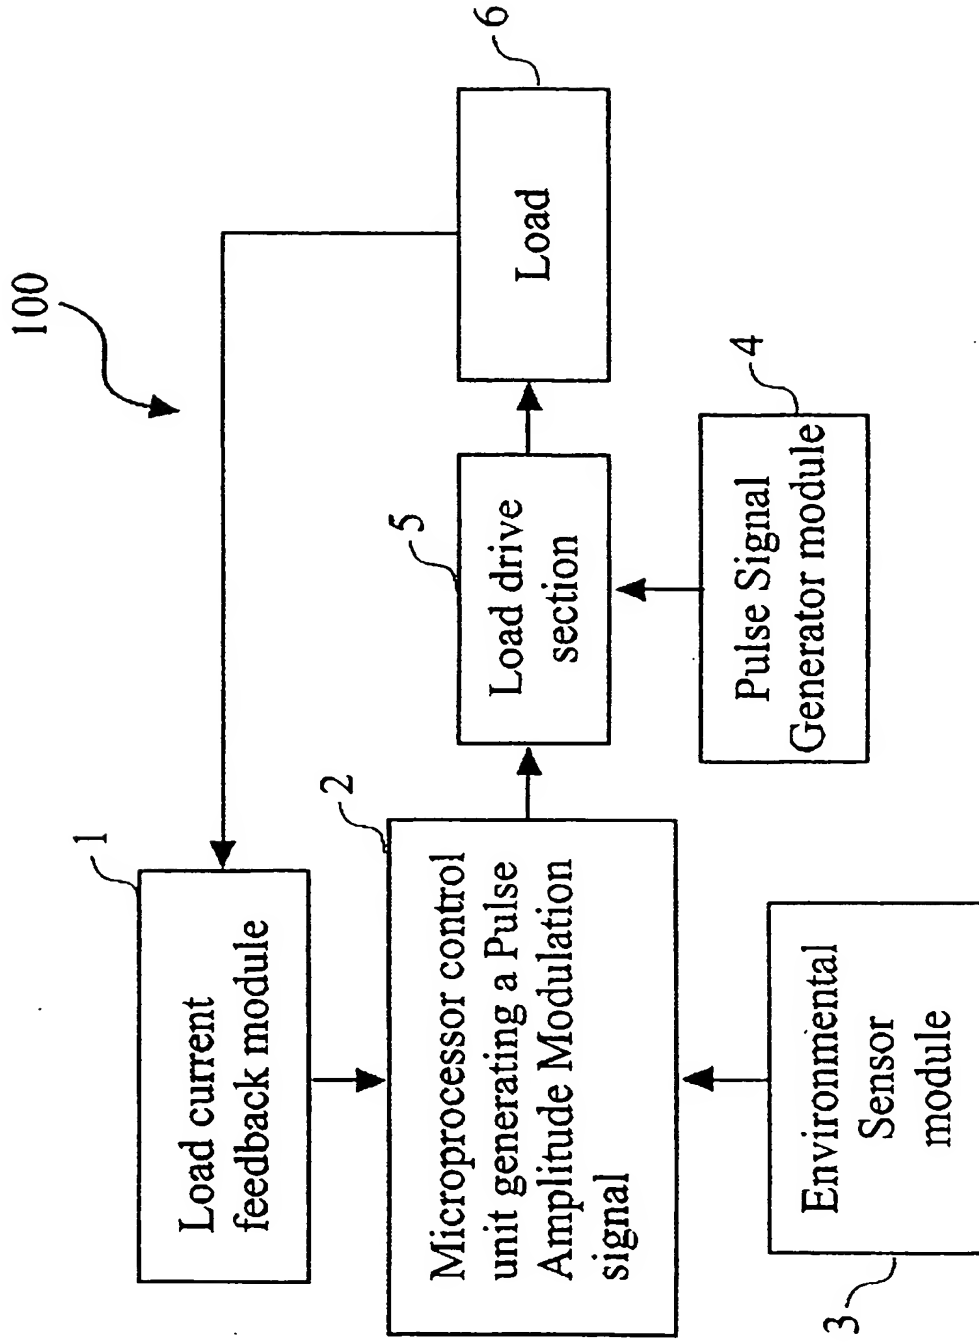 100
1
Load current
feedback module
2
Microprocessor control
unit generating a Pulse
Amplitude Modulation
signal
3
Environmental
Sensor
module
5
Load drive
section
4
Pulse Signal
Generator module
6
Load